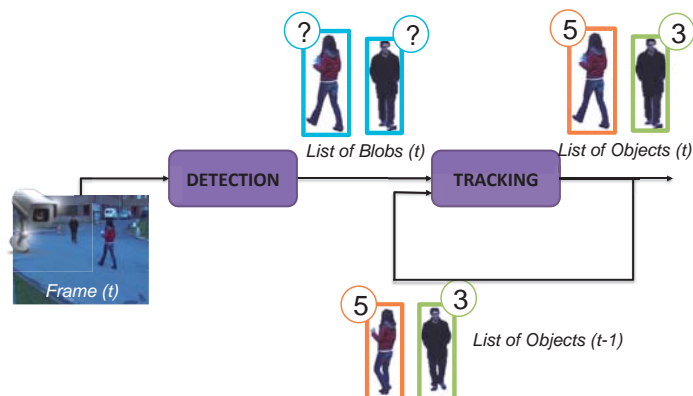 ?
?
5
3
List of Blobs (t)
List of Objects (t)
DETECTION
TRACKING
Frame (t)
5
3
List of Objects (t-1)